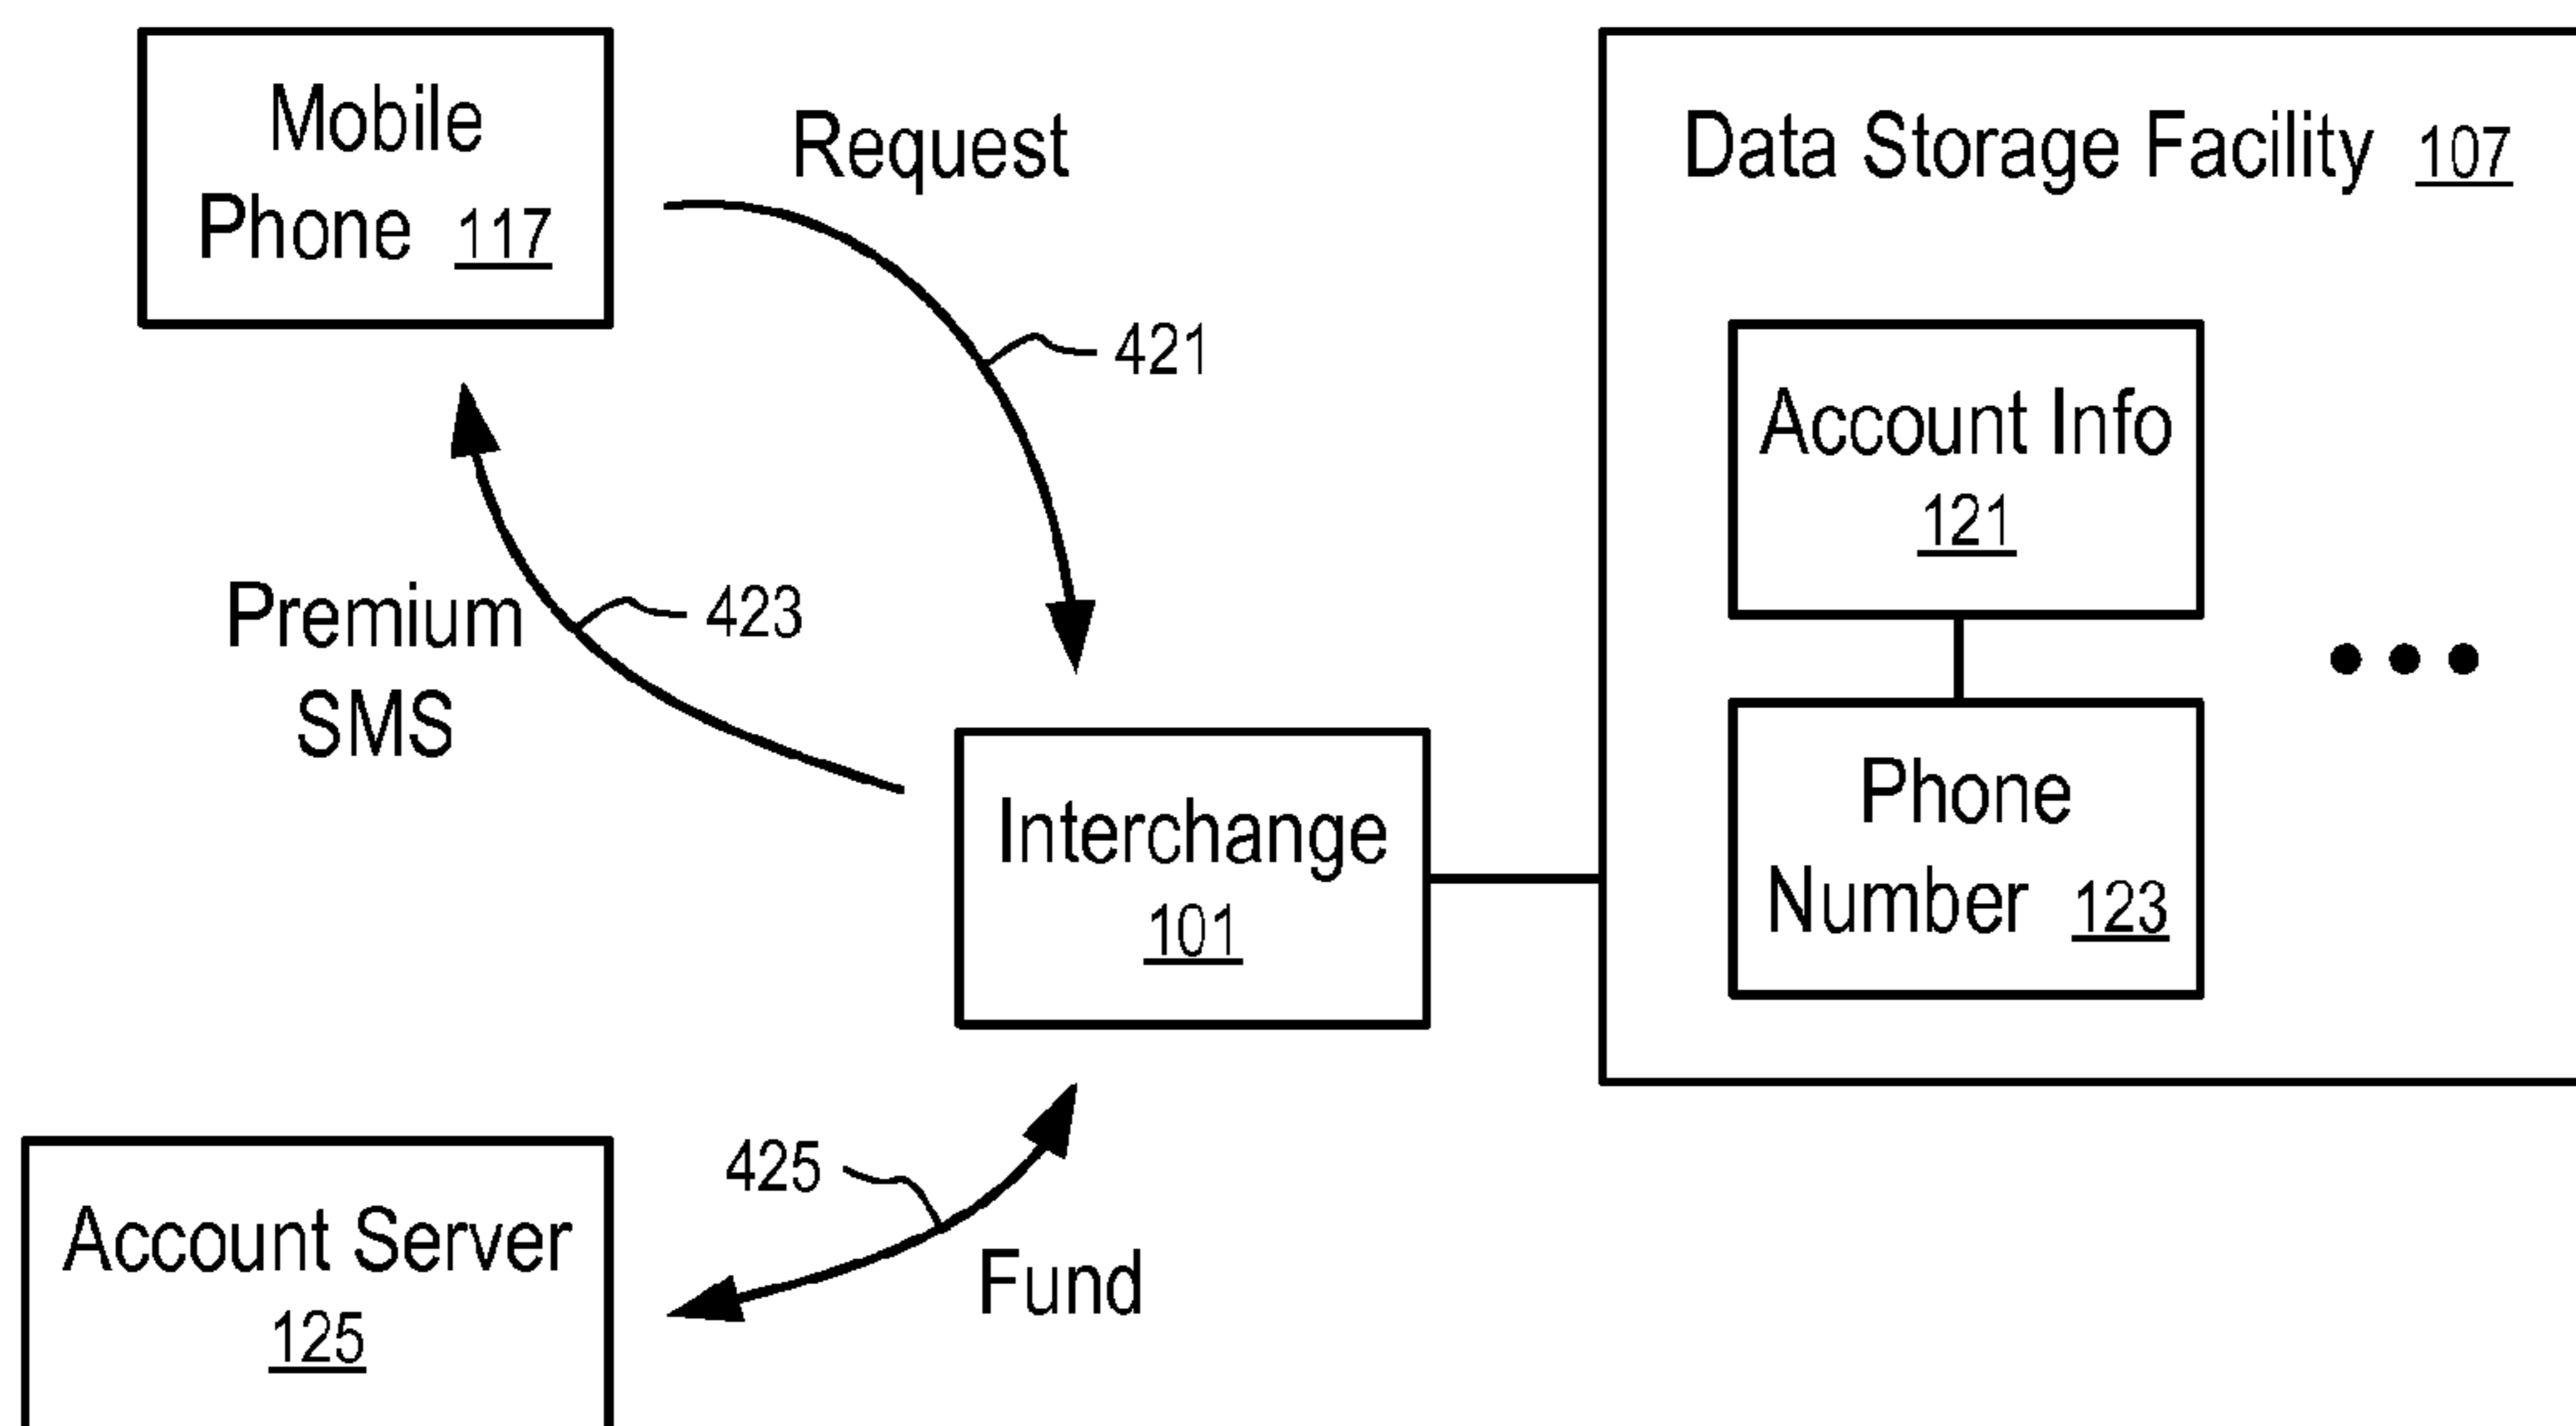 Mobile
Phone 117
Request
421
Premium
SMS
423
Interchange
101
Data Storage Facility 107
Account Info
121
Phone
Number 123
Account Server
125
425
Fund